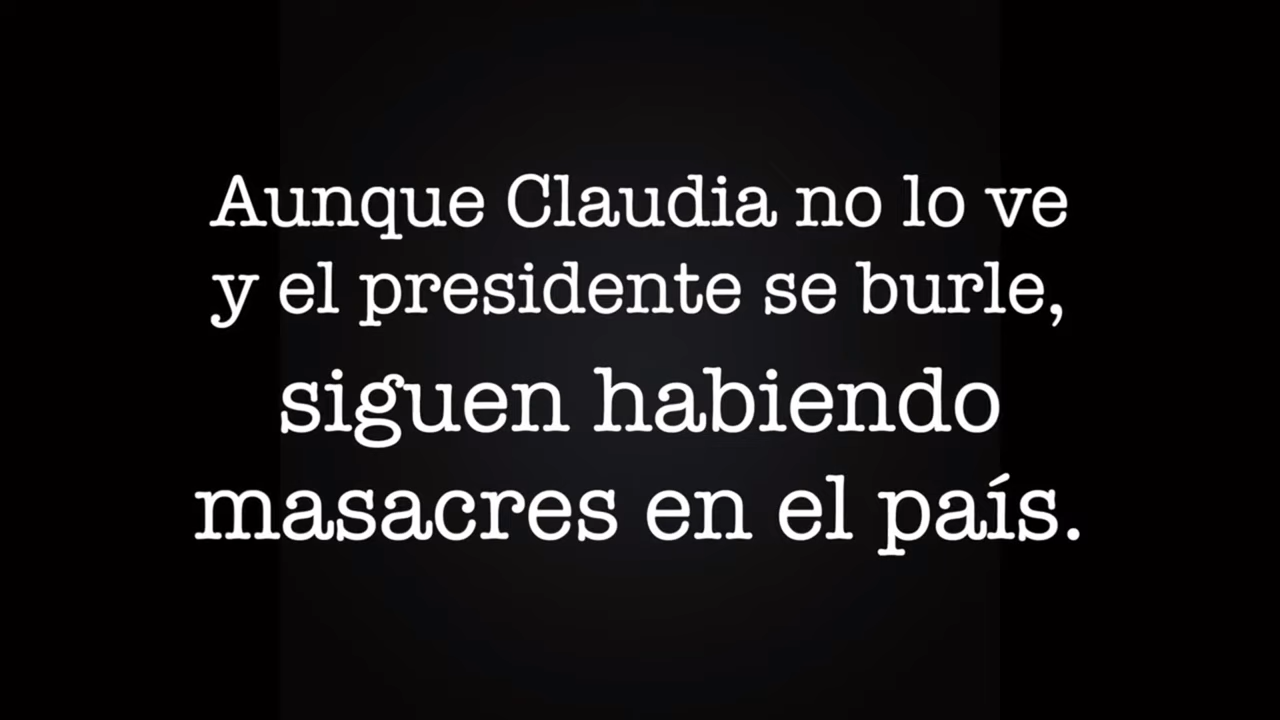 Aunque Claudia no lo ve
y el presidente se burle,
siguen habiendo
masacres en el país.